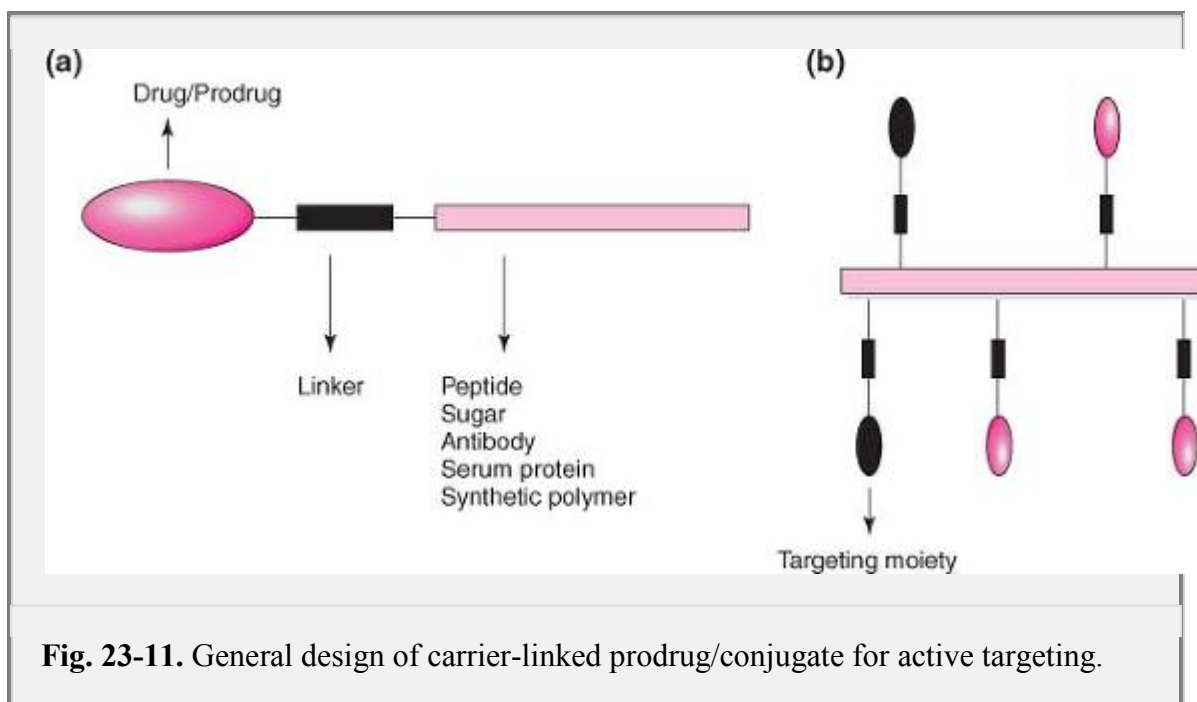 (a)
Drug/Prodrug
Linker
Peptide
Sugar
Antibody
Serum protein
Synthetic polymer
(b)
Targeting moiety
Fig. 23-11. General design of carrier-linked prodrug/conjugate for active targeting.